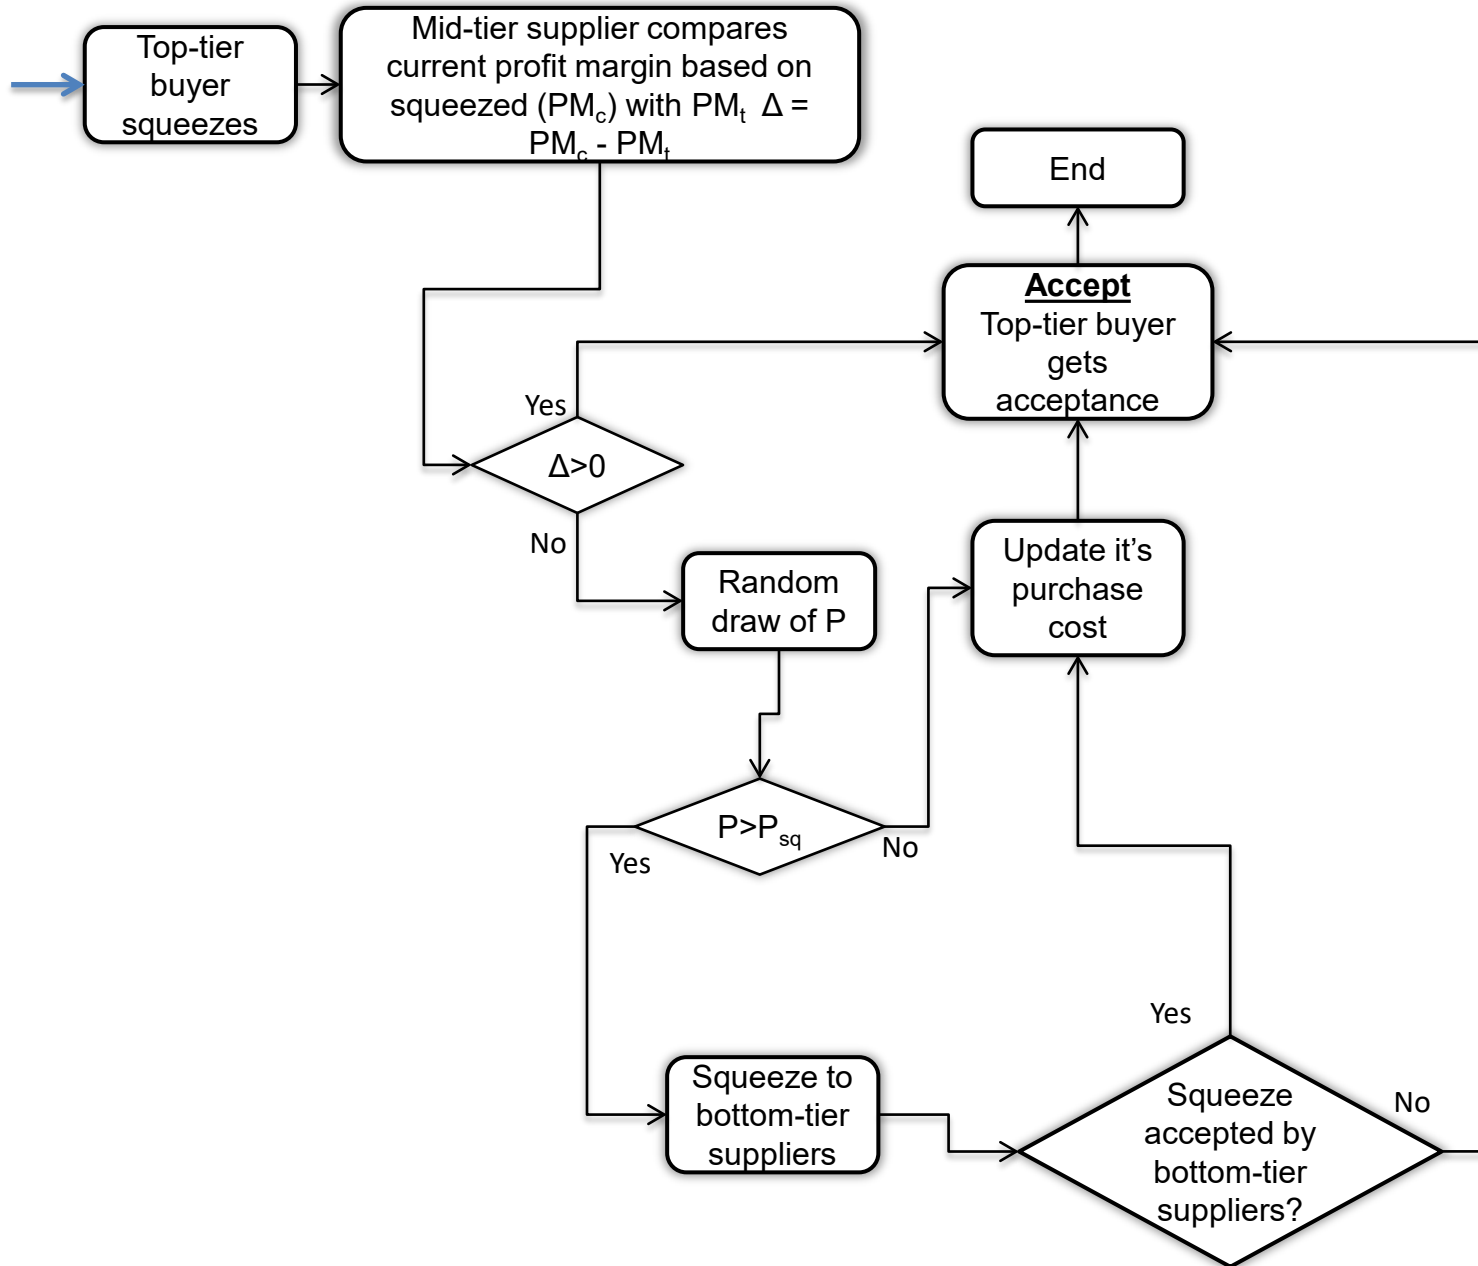 Top-tier
buyer
squeezes
Mid-tier supplier compares
current profit margin based on
squeezed (PMc) with PMt Δ =
PMc - PMt
End
Accept
Top-tier buyer
gets
acceptance
Yes
Δ>0
No
Random
draw of P
Update it's
purchase
cost
P>Psq
Yes
No
Squeeze to
bottom-tier
suppliers
Yes
Squeeze
accepted by
bottom-tier
suppliers?
No